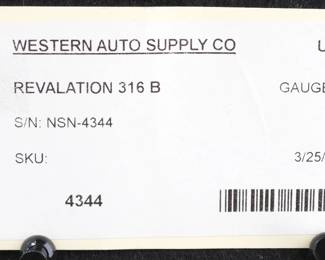 WESTERN AUTO SUPPLY CO U
REVALATION 316 B GAUGE
S/N: NSN-4344
SKU: 3/25/
4344